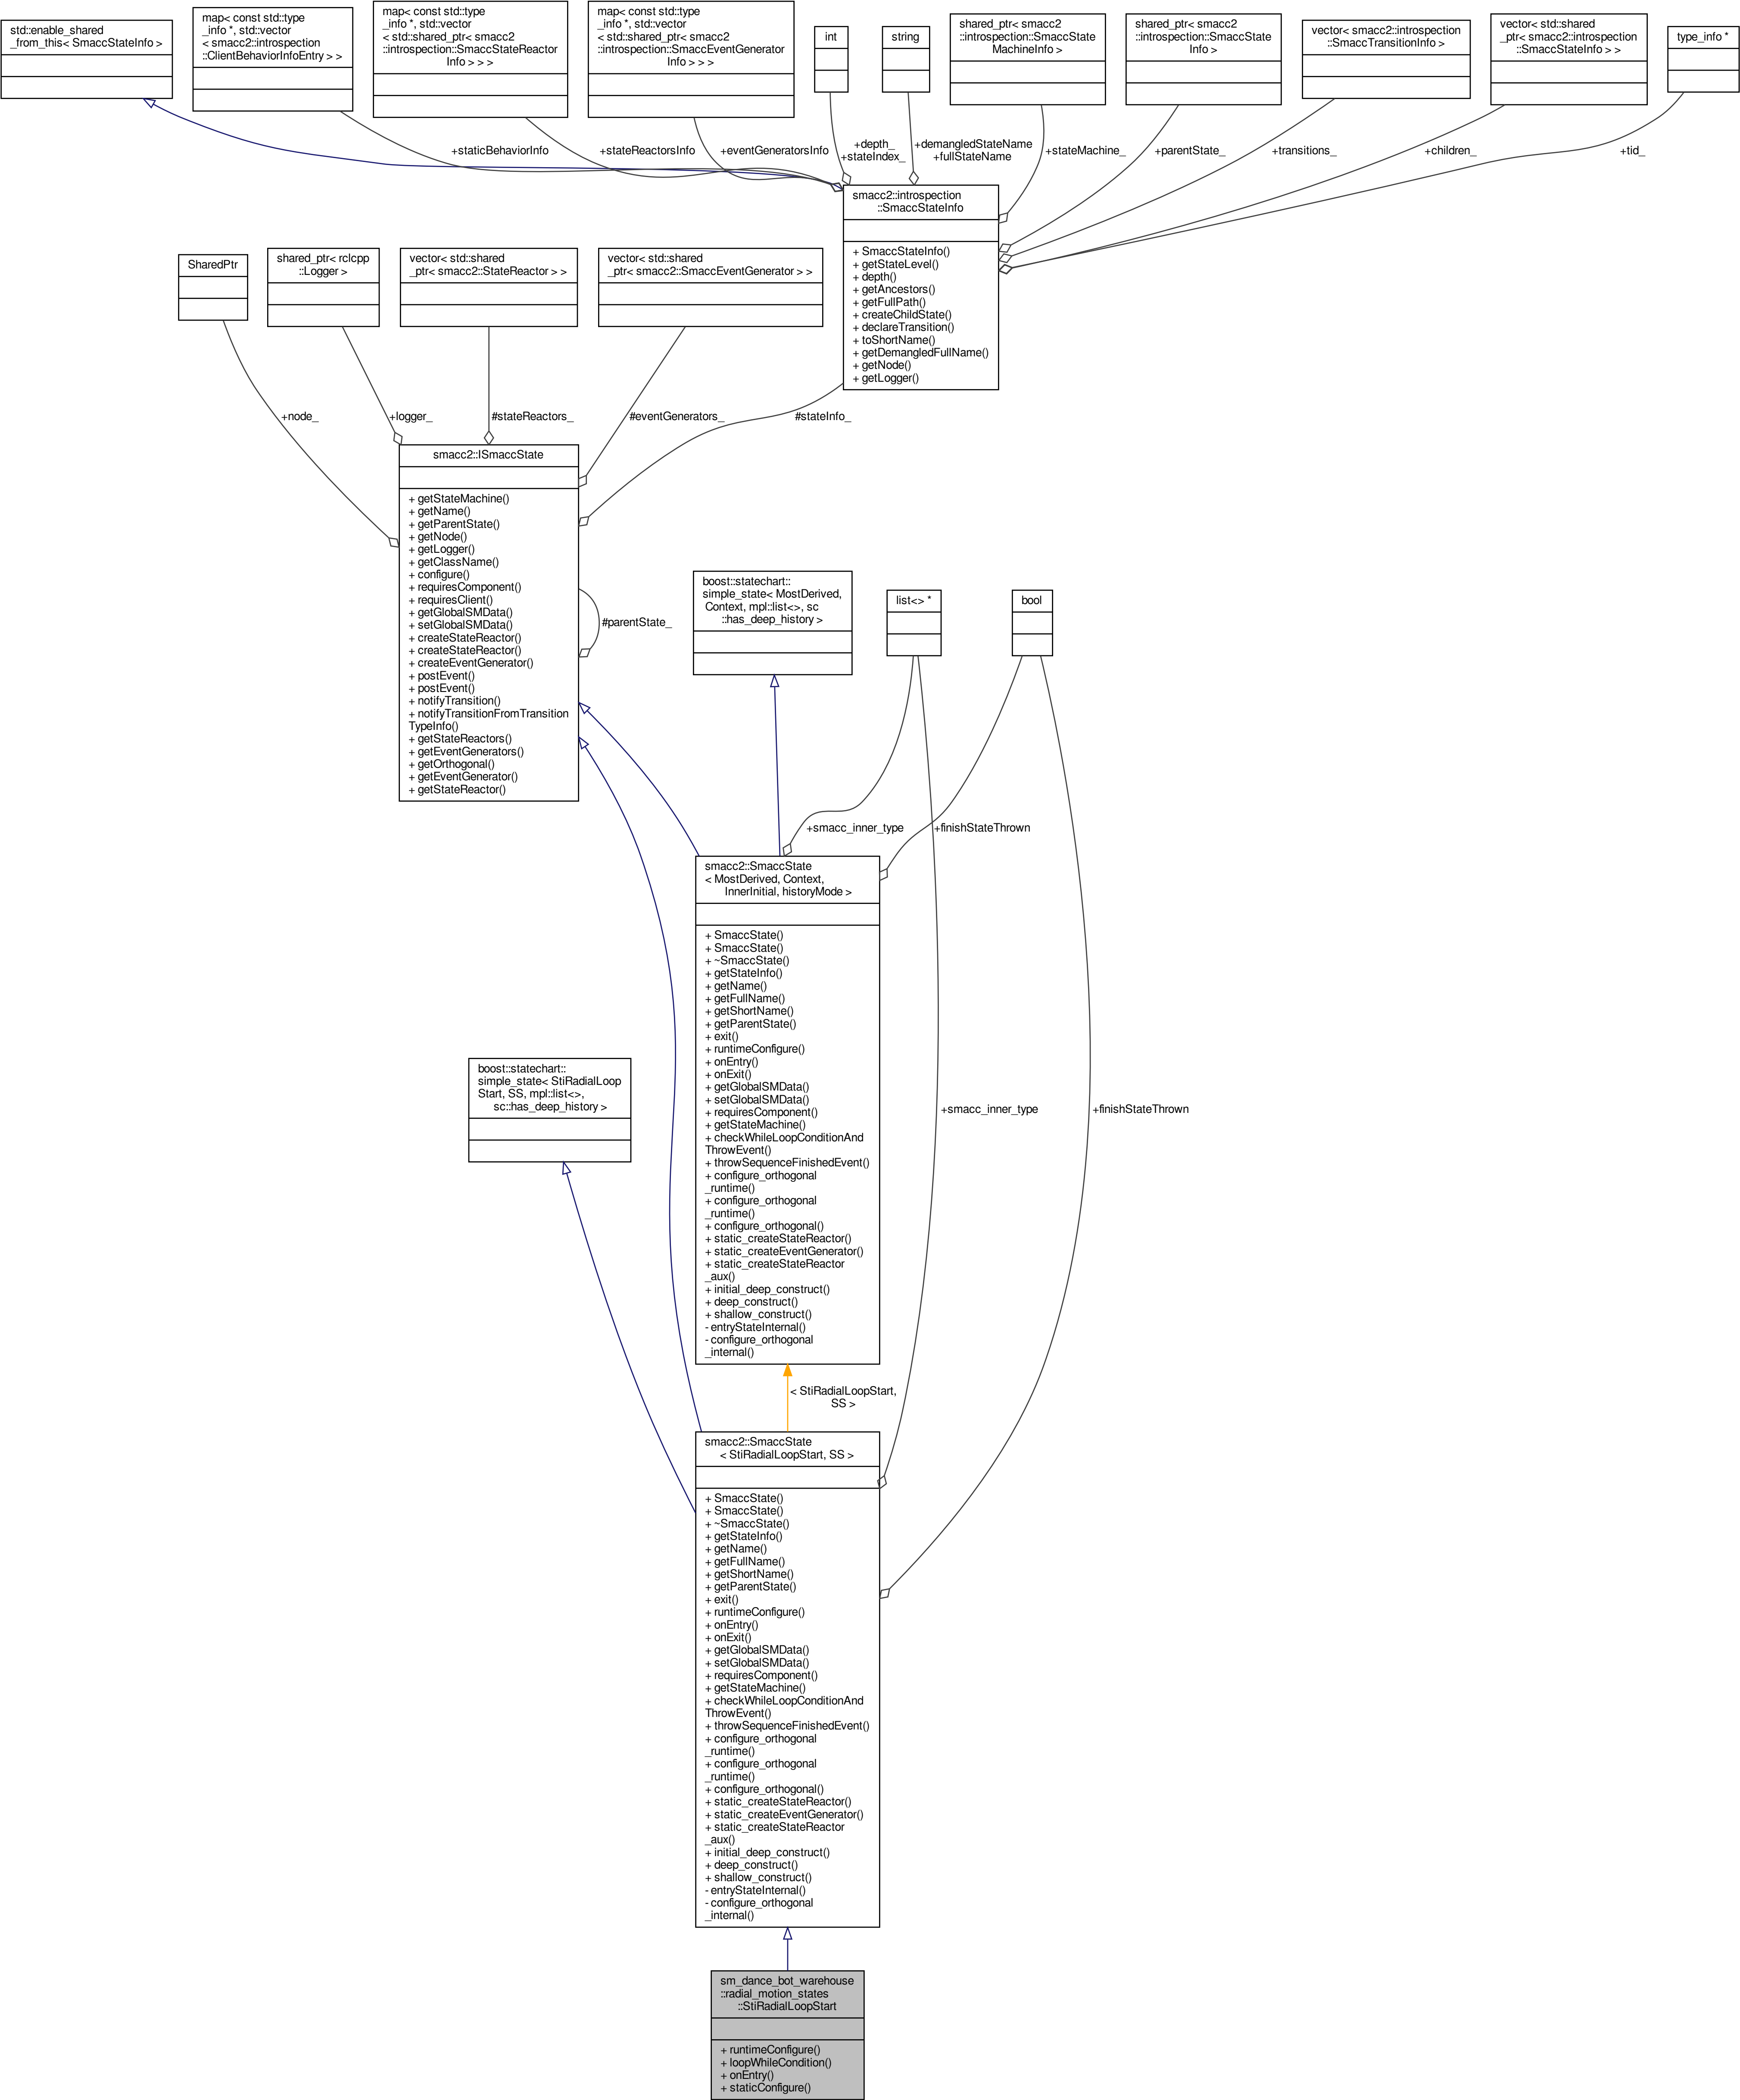 std::enable_shared
_from_this< SmaccStateInfo >
map< const std::type
_info *, std::vector
< smacc2::introspection
::ClientBehaviorInfoEntry > >
map< const std::type
_info *, std::vector
< std::shared_ptr< smacc2
::introspection::SmaccStateReactor
Info > > >
map< const std::type
_info *, std::vector
< std::shared_ptr< smacc2
::introspection::SmaccEventGenerator
Info > > >
int
string
shared_ptr< smacc2
::introspection::SmaccState
MachineInfo >
shared_ptr< smacc2
::introspection::SmaccState
Info >
vector< smacc2::introspection
::SmaccTransitionInfo >
vector< std::shared
_ptr< smacc2::introspection
::SmaccStateInfo > >
type_info *
+staticBehaviorInfo
+stateReactorsInfo
+eventGeneratorsInfo
+depth_
+stateIndex_
+demangledStateName
+fullStateName
+stateMachine_
+parentState_
+transitions_
+children_
+tid_
smacc2::introspection
::SmaccStateInfo
+ SmaccStateInfo()
+ getStateLevel()
+ depth()
+ getAncestors()
+ getFullPath()
+ createChildState()
+ declareTransition()
+ toShortName()
+ getDemangledFullName()
+ getNode()
+ getLogger()
SharedPtr
shared_ptr< rclcpp
::Logger >
vector< std::shared
_ptr< smacc2::StateReactor > >
vector< std::shared
_ptr< smacc2::SmaccEventGenerator > >
+node_
+logger_
#stateReactors_
#eventGenerators_
#stateInfo_
smacc2::ISmaccState
+ getStateMachine()
+ getName()
+ getParentState()
+ getNode()
+ getLogger()
+ getClassName()
+ configure()
+ requiresComponent()
+ requiresClient()
+ getGlobalSMData()
+ setGlobalSMData()
+ createStateReactor()
+ createStateReactor()
+ createEventGenerator()
+ postEvent()
+ postEvent()
+ notifyTransition()
+ notifyTransitionFromTransition
TypeInfo()
+ getStateReactors()
+ getEventGenerators()
+ getOrthogonal()
+ getEventGenerator()
+ getStateReactor()
#parentState_
boost::statechart::
simple_state< MostDerived,
Context, mpl::list<>, sc
::has_deep_history >
list<> *
bool
+smacc_inner_type
+finishStateThrown
smacc2::SmaccState
< MostDerived, Context,
InnerInitial, historyMode >
+ SmaccState()
+ SmaccState()
+ ~SmaccState()
+ getStateInfo()
+ getName()
+ getFullName()
+ getShortName()
+ getParentState()
+ exit()
+ runtimeConfigure()
+ onEntry()
+ onExit()
+ getGlobalSMData()
+ setGlobalSMData()
+ requiresComponent()
+ getStateMachine()
+ checkWhileLoopConditionAnd
ThrowEvent()
+ throwSequenceFinishedEvent()
+ configure_orthogonal
_runtime()
+ configure_orthogonal
_runtime()
+ configure_orthogonal()
+ static_createStateReactor()
+ static_createEventGenerator()
+ static_createStateReactor
_aux()
+ initial_deep_construct()
+ deep_construct()
+ shallow_construct()
- entryStateInternal()
- configure_orthogonal
_internal()
boost::statechart::
simple_state< StiRadialLoop
Start, SS, mpl::list<>,
sc::has_deep_history >
+smacc_inner_type
+finishStateThrown
< StiRadialLoopStart,
SS >
smacc2::SmaccState
< StiRadialLoopStart, SS >
+ SmaccState()
+ SmaccState()
+ ~SmaccState()
+ getStateInfo()
+ getName()
+ getFullName()
+ getShortName()
+ getParentState()
+ exit()
+ runtimeConfigure()
+ onEntry()
+ onExit()
+ getGlobalSMData()
+ setGlobalSMData()
+ requiresComponent()
+ getStateMachine()
+ checkWhileLoopConditionAnd
ThrowEvent()
+ throwSequenceFinishedEvent()
+ configure_orthogonal
_runtime()
+ configure_orthogonal
_runtime()
+ configure_orthogonal()
+ static_createStateReactor()
+ static_createEventGenerator()
+ static_createStateReactor
_aux()
+ initial_deep_construct()
+ deep_construct()
+ shallow_construct()
- entryStateInternal()
- configure_orthogonal
_internal()
sm_dance_bot_warehouse
::radial_motion_states
::StiRadialLoopStart
+ runtimeConfigure()
+ loopWhileCondition()
+ onEntry()
+ staticConfigure()